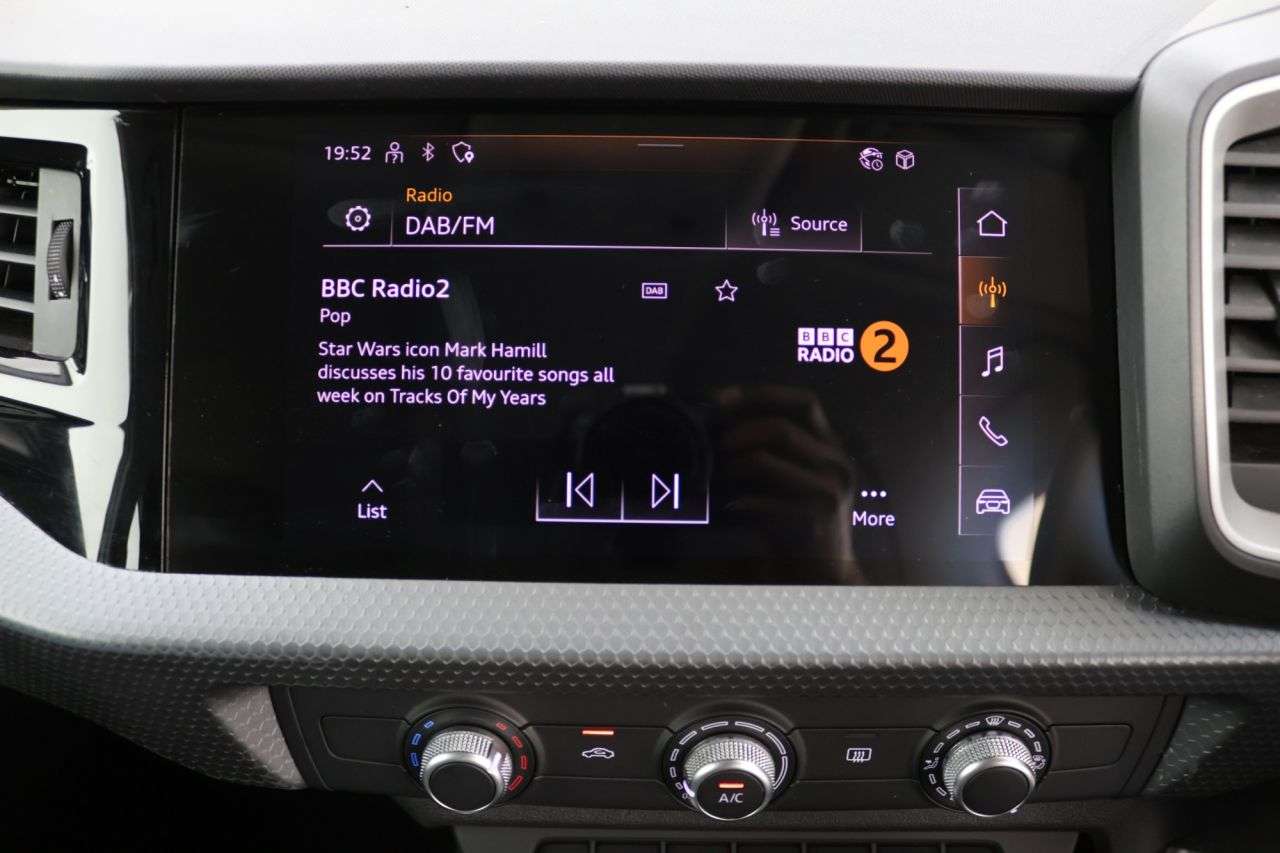 19:52
Radio
DAB/FM
Source
BBC Radio2
DAB
Pop
Star Wars icon Mark Hamill
discusses his 10 favourite songs all
week on Tracks Of My Years
BBC
RADIO 2
List
More
A/C